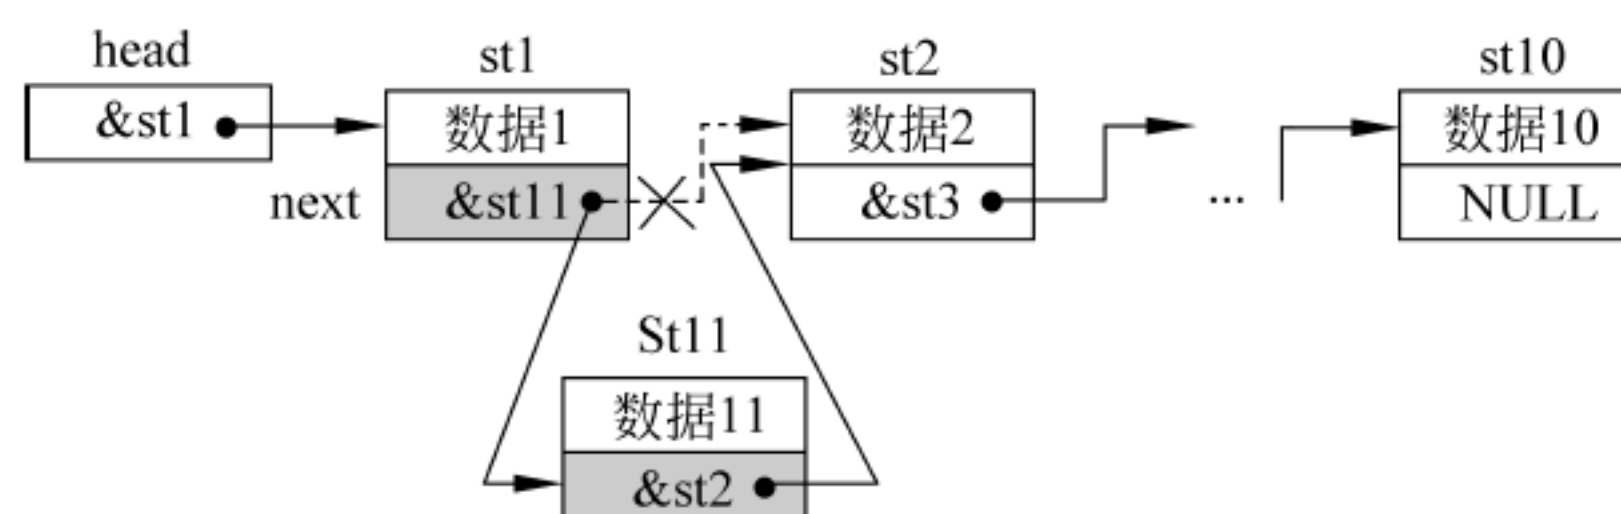 head
st1
st2
st10
&st1
数据1
数据2
数据10
next
&st11
&st3
...
NULL
St11
数据11
&st2